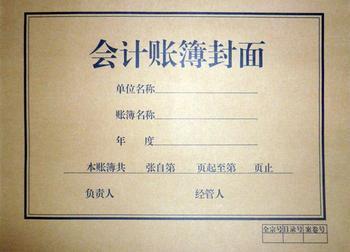 会计账簿封面
单位名称
账簿名称
年 度
本账簿共 张自第 页起至第 页止
负责人 经管人
全宗号 目录号 案卷号